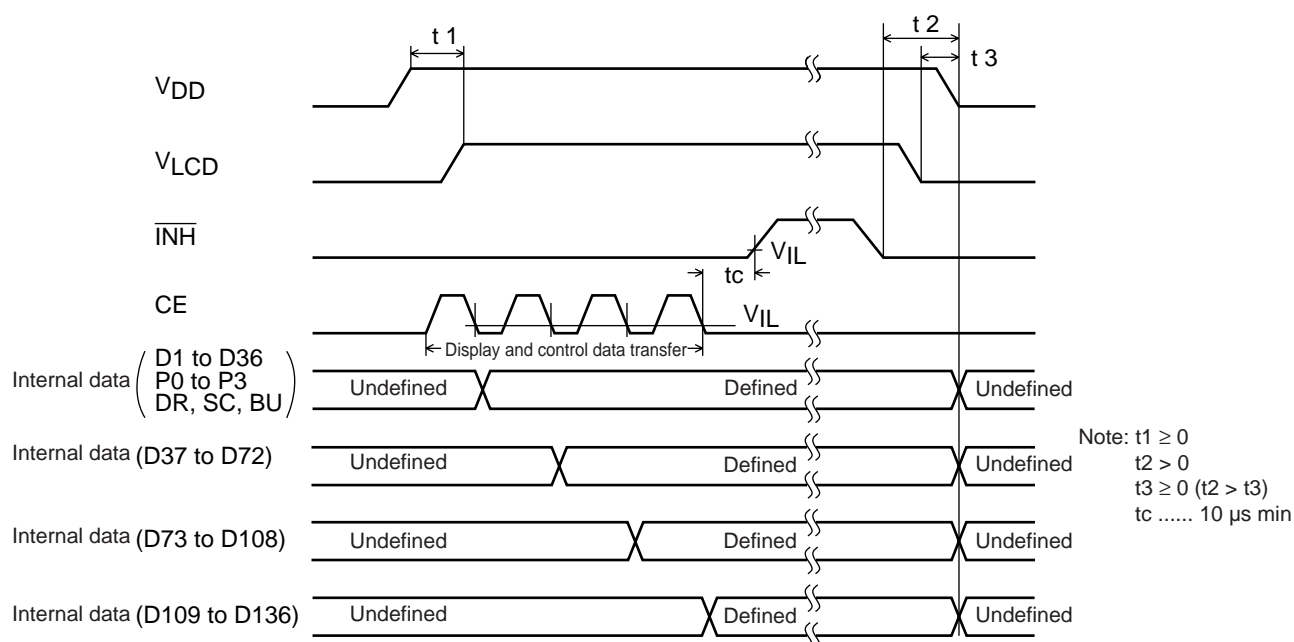 t 1
t 2
t 3
VDD
VLCD
INH
VIL
tc
CE
VIL
Display and control data transfer
Internal data
D1 to D36
P0 to P3
DR, SC, BU
Undefined
Defined
Undefined
Internal data (D37 to D72)
Undefined
Defined
Undefined
Internal data (D73 to D108)
Undefined
Defined
Undefined
Internal data (D109 to D136)
Undefined
Defined
Undefined
Note: t1 ≥ 0
t2 > 0
t3 ≥ 0 (t2 > t3)
tc ...... 10 µs min